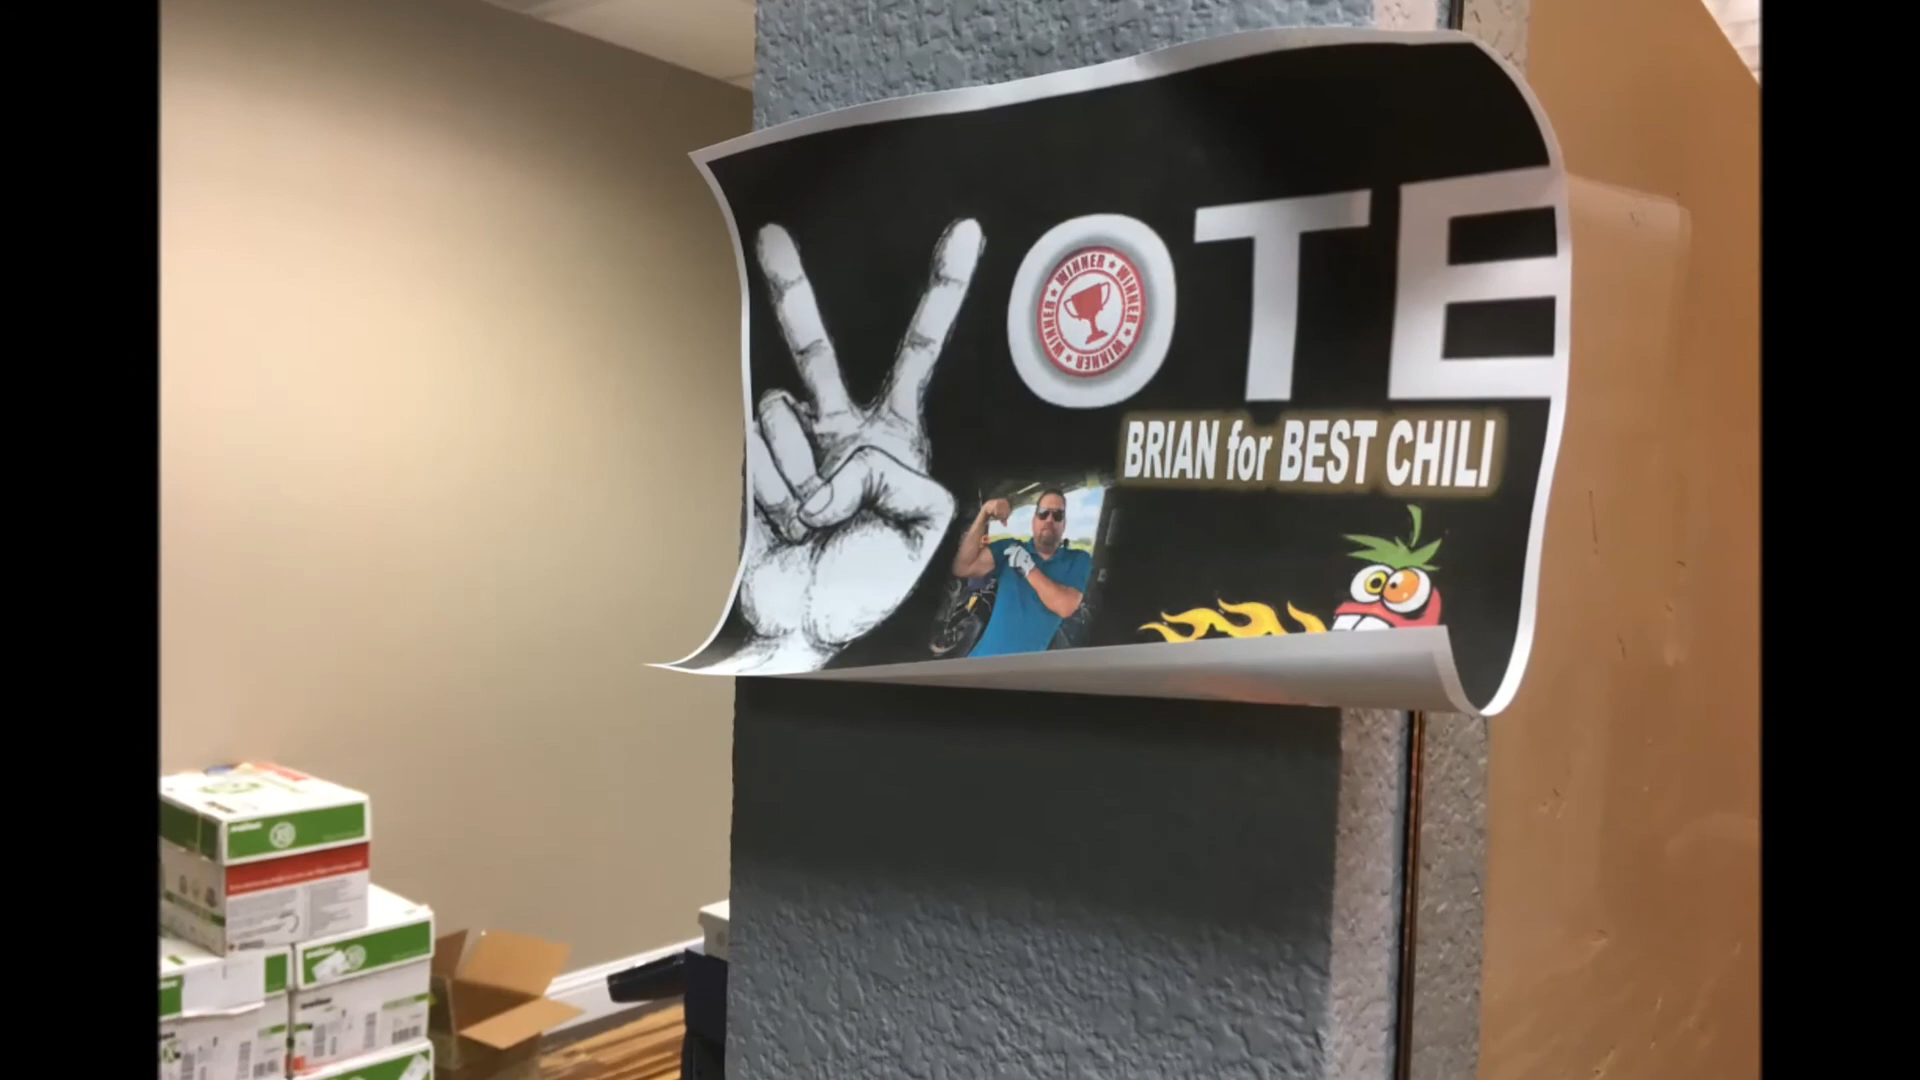 VOTE
WINNER ★ WINNER ★ WINNER ★ WINNER ★
BRIAN for BEST CHILI